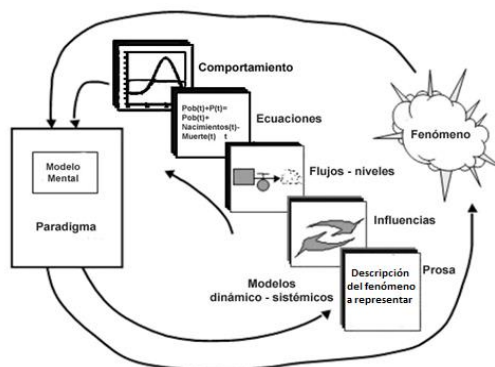 Comportamiento
Pob(t)+P(t)=
Pob(t)+
Nacimientos(t)-
Muerte(t) t
Ecuaciones
Fenómeno
Modelo
Mental
Paradigma
Flujos - niveles
Influencias
Modelos
dinámico - sistémicos
Prosa
Descripción
del fenómeno
a representar